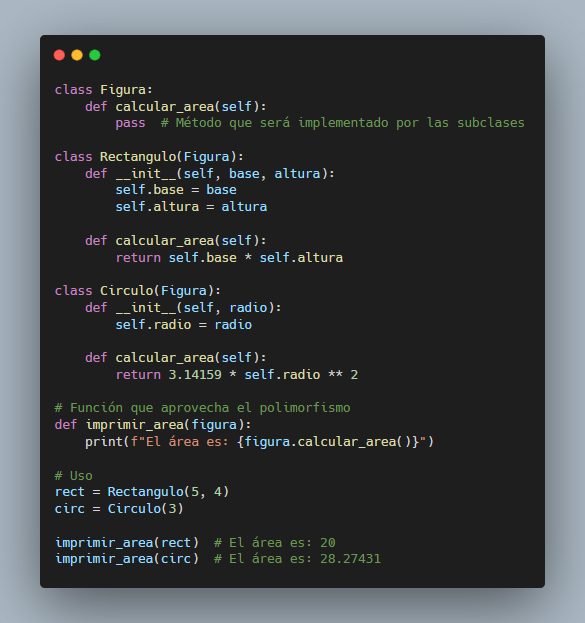 class Figura:
    def calcular_area(self):
        pass  # Método que será implementado por las subclases

class Rectangulo(Figura):
    def __init__(self, base, altura):
        self.base = base
        self.altura = altura

    def calcular_area(self):
        return self.base * self.altura

class Circulo(Figura):
    def __init__(self, radio):
        self.radio = radio

    def calcular_area(self):
        return 3.14159 * self.radio ** 2

# Función que aprovecha el polimorfismo
def imprimir_area(figura):
    print(f"El área es: {figura.calcular_area()}")

# Uso
rect = Rectangulo(5, 4)
circ = Circulo(3)

imprimir_area(rect)  # El área es: 20
imprimir_area(circ)  # El área es: 28.27431